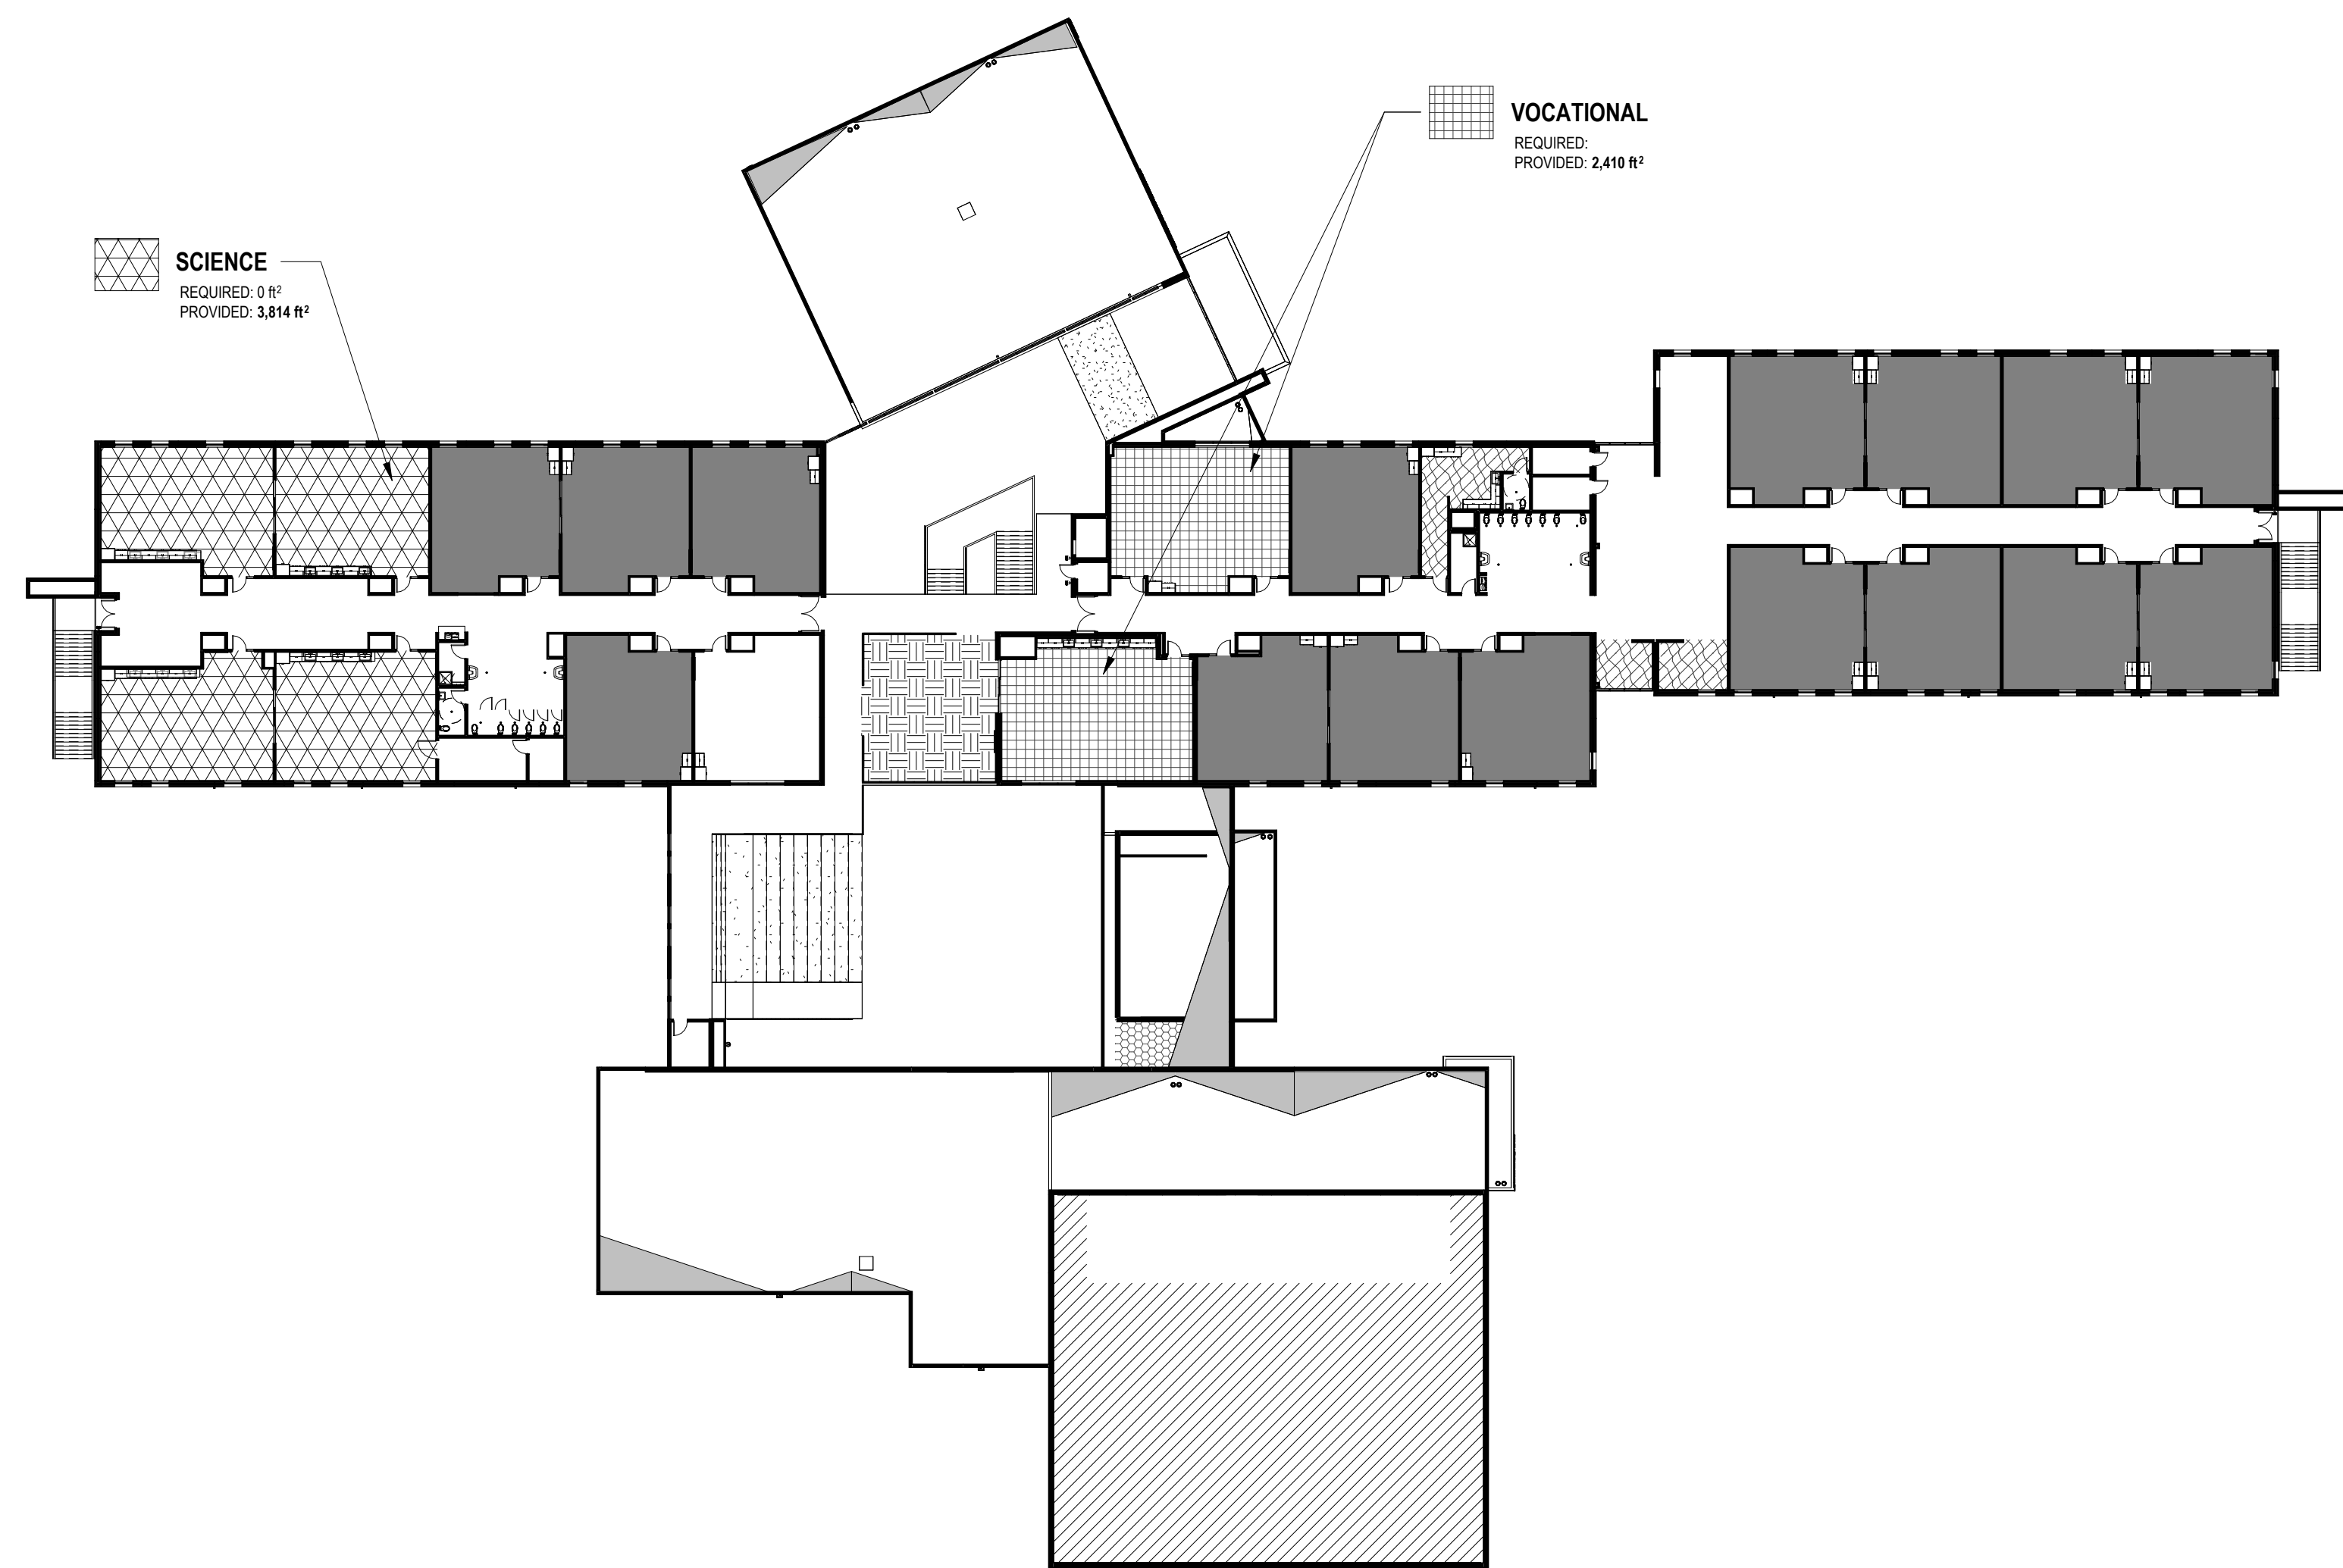 VOCATIONAL
REQUIRED:
PROVIDED: 2,410 ft²
SCIENCE
REQUIRED: 0 ft²
PROVIDED: 3,814 ft²